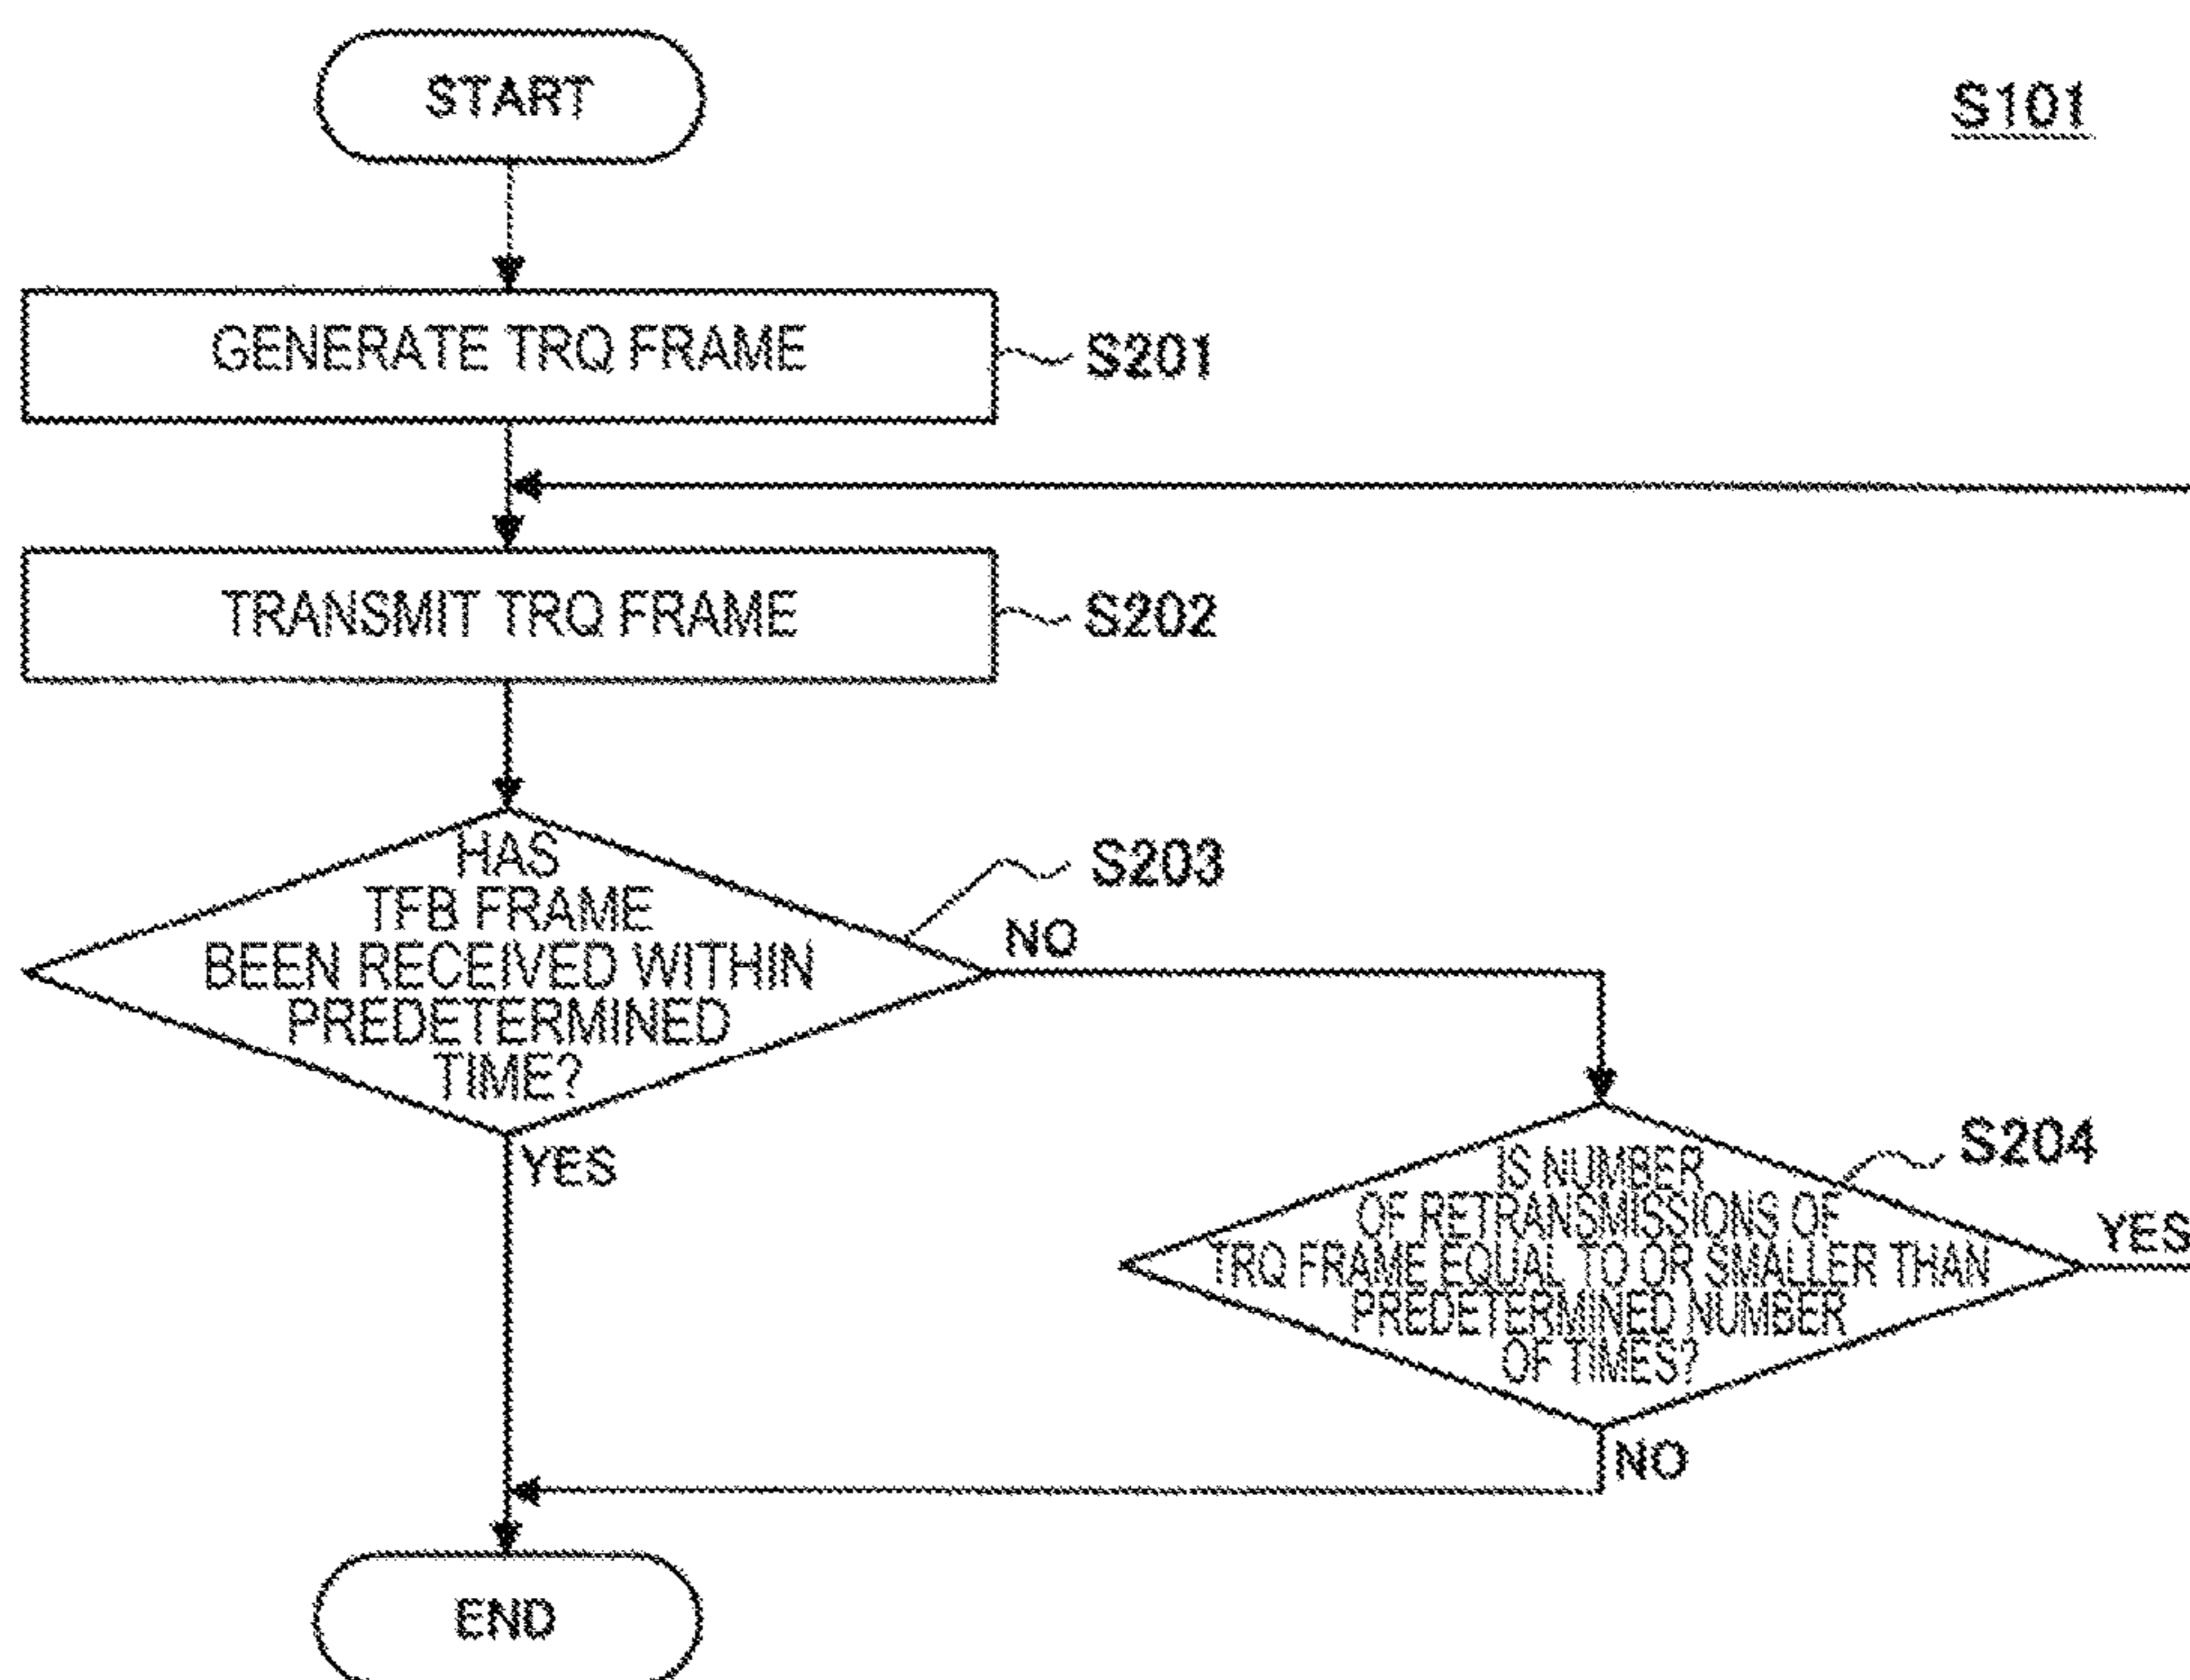 START
S101
GENERATE TRQ FRAME
S201
TRANSMIT TRQ FRAME
S202
HAS
TFB FRAME
BEEN RECEIVED WITHIN
PREDETERMINED
TIME?
S203
NO
YES
IS NUMBER
OF RETRANSMISSIONS OF
TRQ FRAME EQUAL TO OR SMALLER THAN
PREDETERMINED NUMBER
OF TIMES?
S204
YES
NO
END